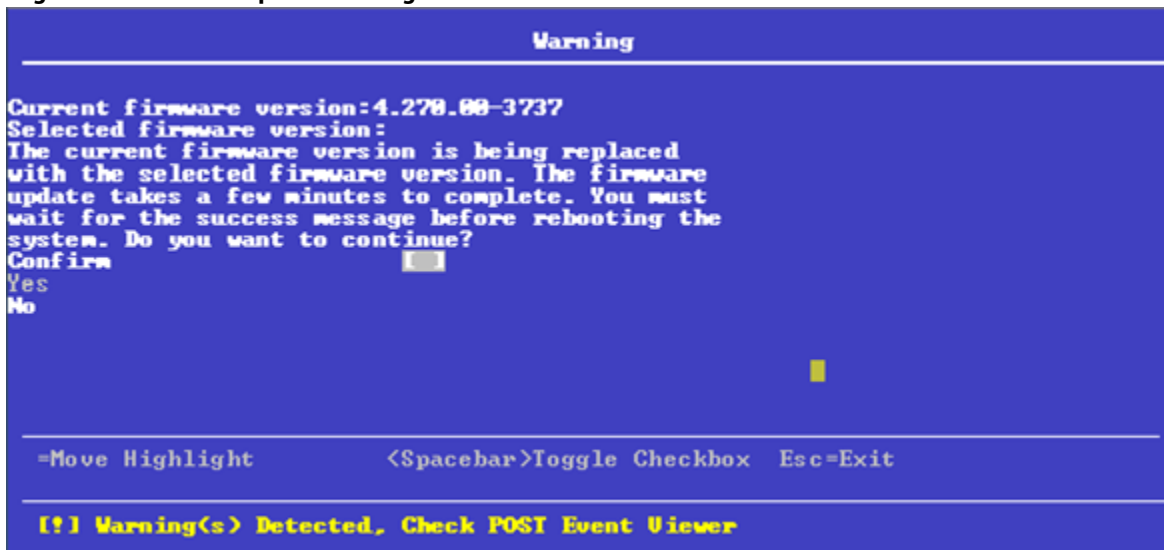 Warning
Current firmware version:4.270.00-3737
Selected firmware version:
The current firmware version is being replaced
with the selected firmware version. The firmware
update takes a few minutes to complete. You must
wait for the success message before rebooting the
system. Do you want to continue?
Confirm [ ]
Yes
No
=Move Highlight <Spacebar>Toggle Checkbox Esc=Exit
[!] Warning(s) Detected, Check POST Event Viewer